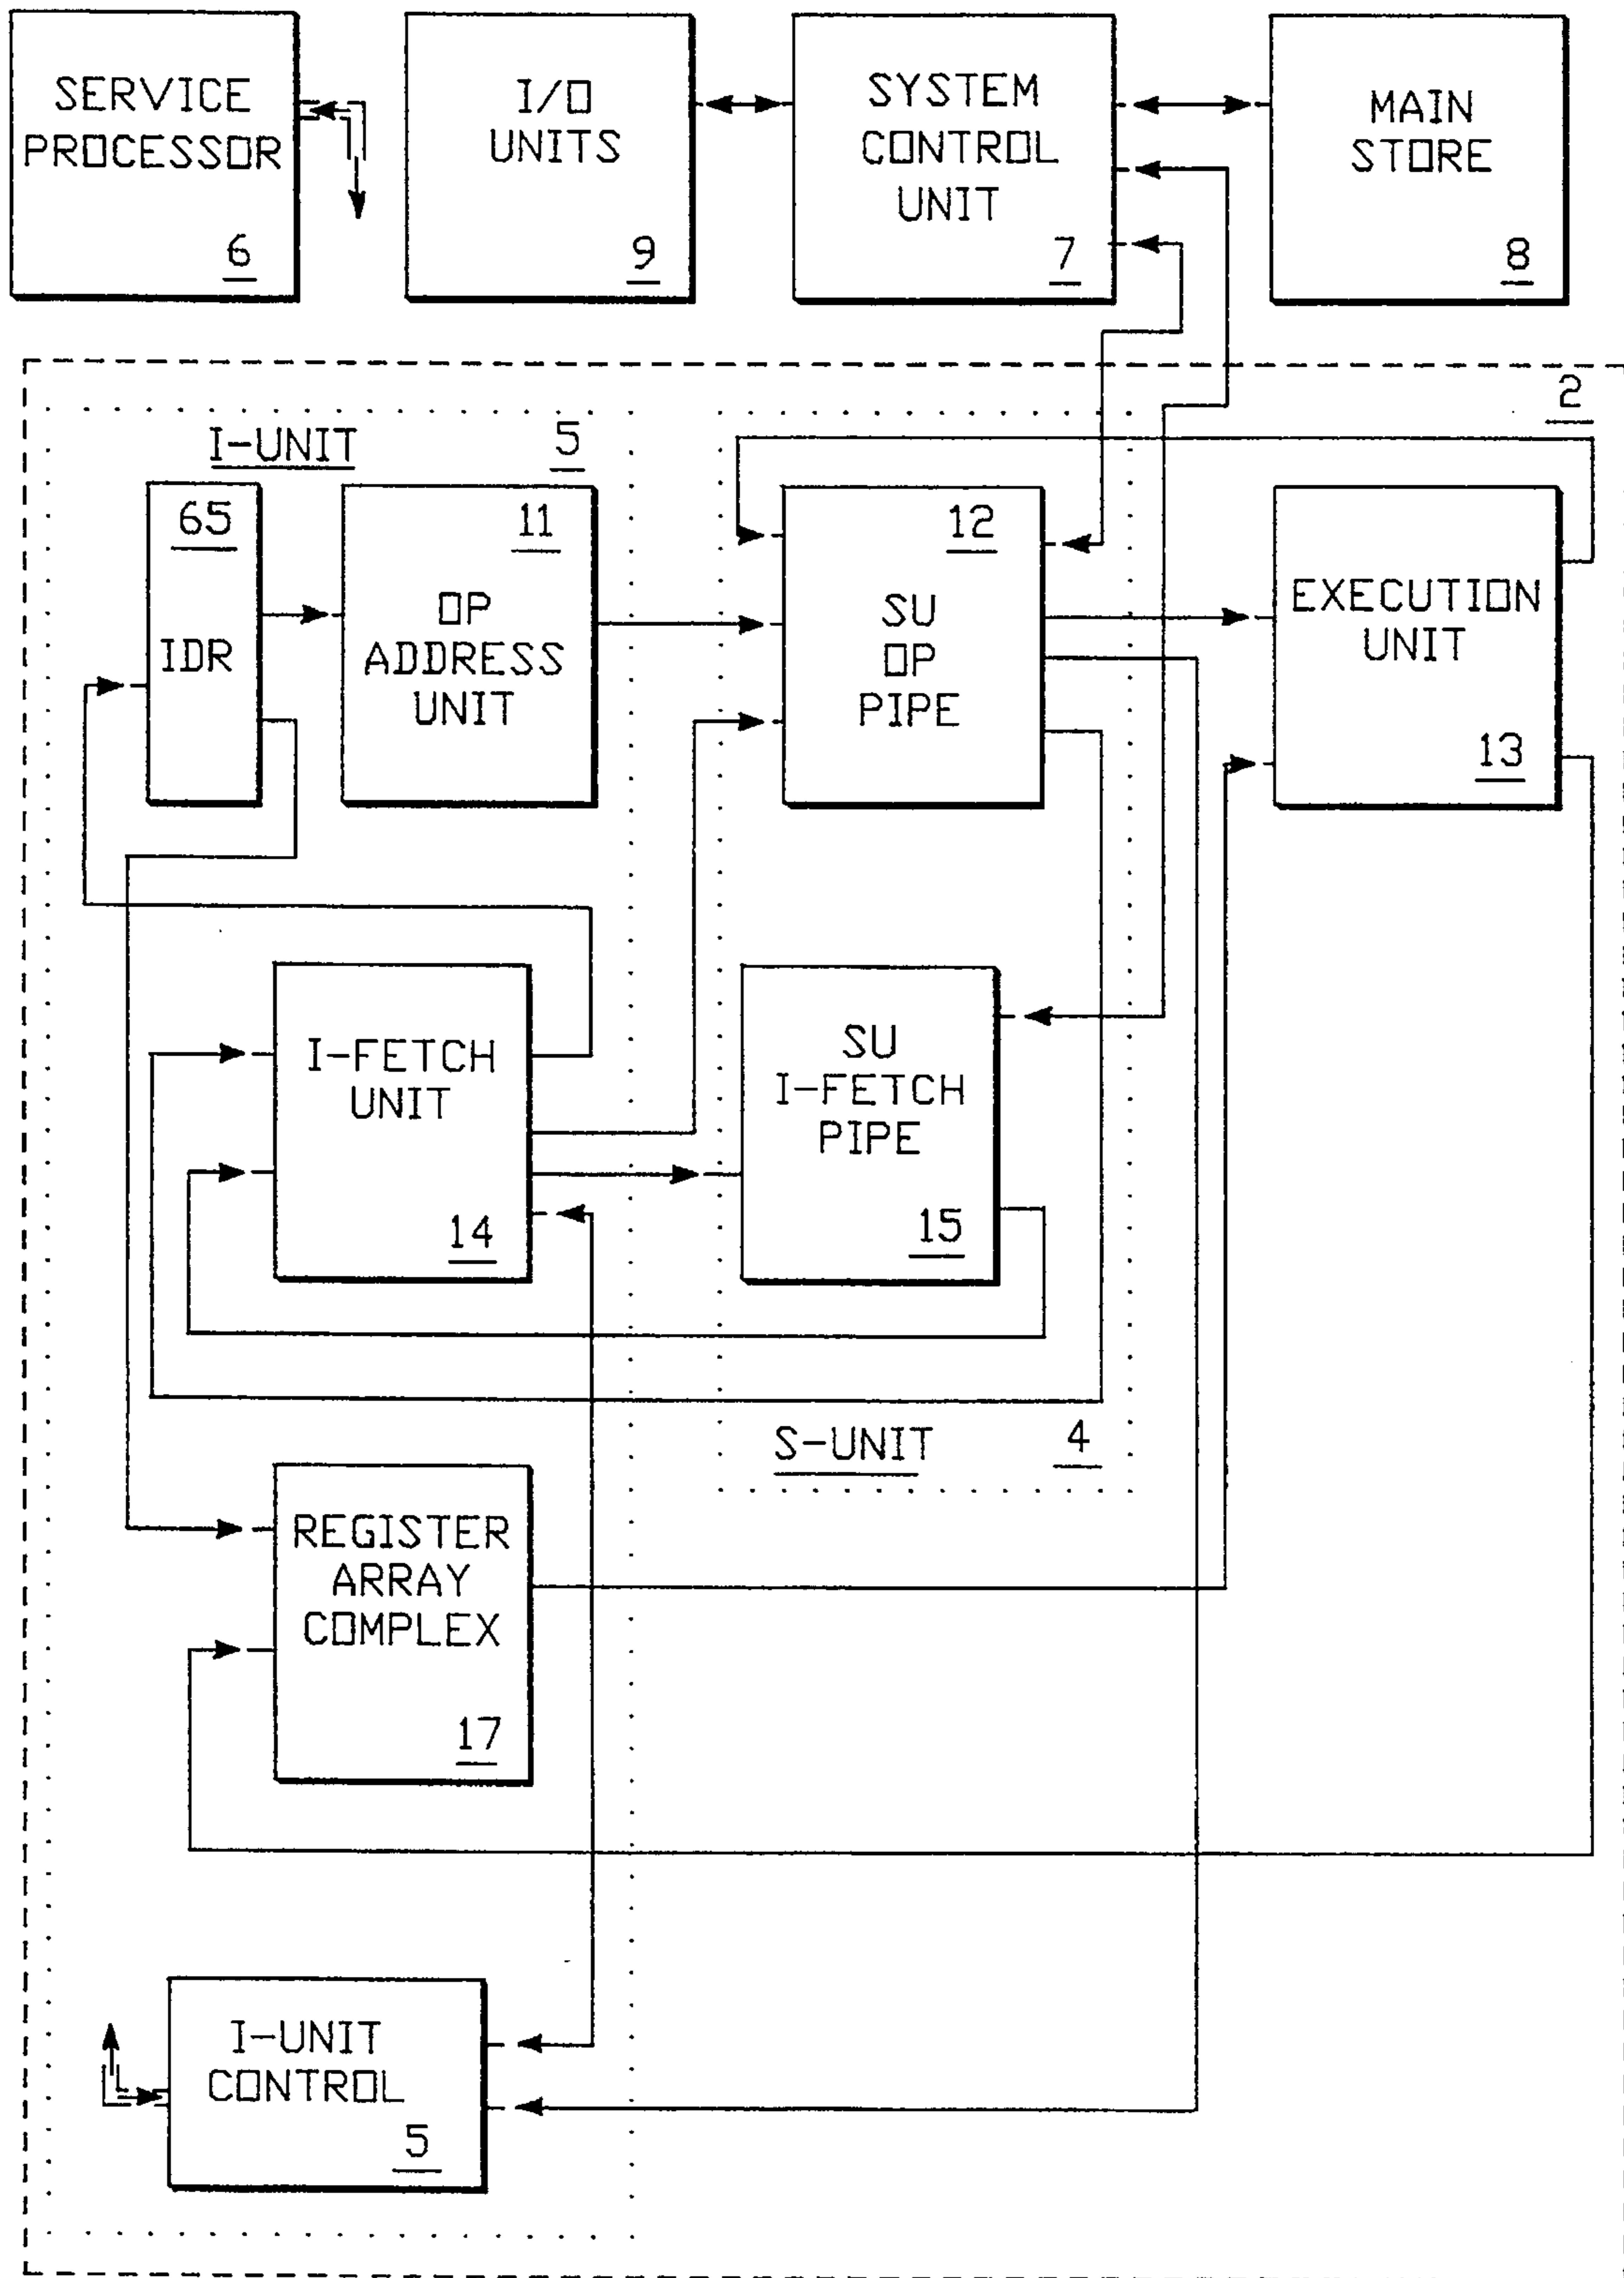 SERVICE
PROCESSOR
6
I/O
UNITS
9
SYSTEM
CONTROL
UNIT
7
MAIN
STORE
8
2
I-UNIT
5
65
IDR
11
OP
ADDRESS
UNIT
12
SU
OP
PIPE
EXECUTION
UNIT
13
I-FETCH
UNIT
14
SU
I-FETCH
PIPE
15
S-UNIT
4
REGISTER
ARRAY
COMPLEX
17
I-UNIT
CONTROL
5